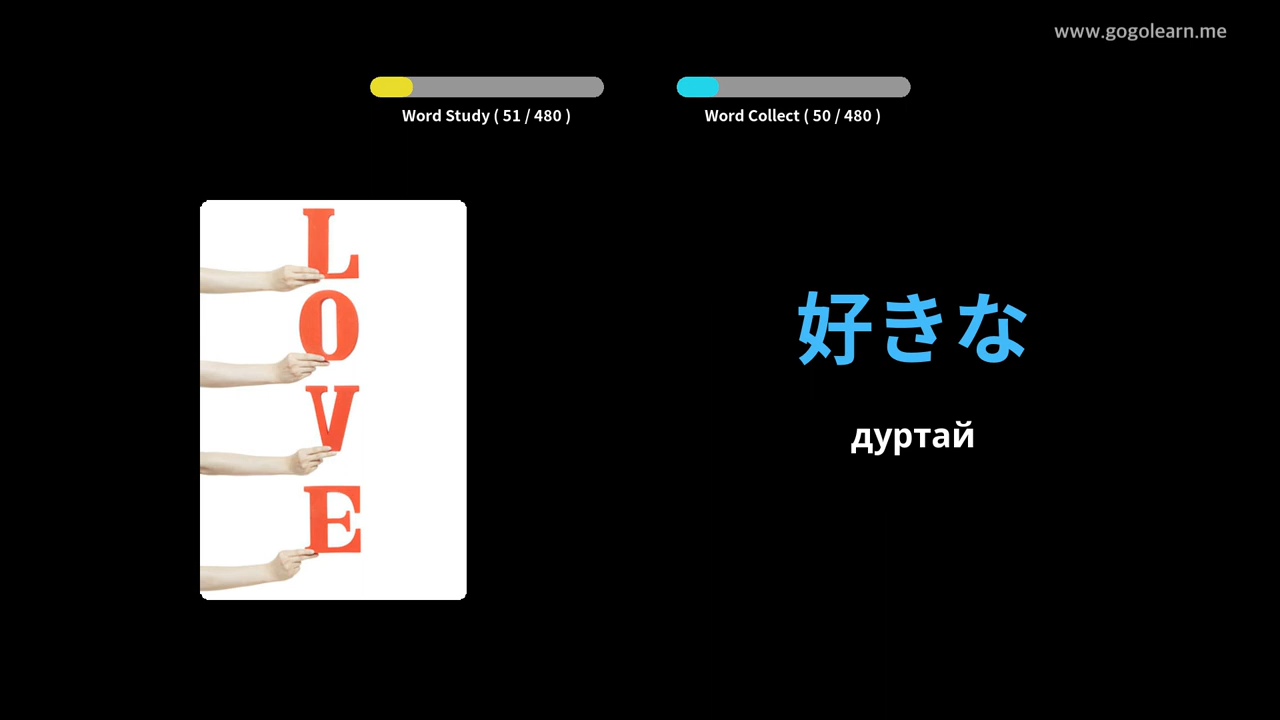 www.gogolearn.me
Word Study ( 51 / 480 )
Word Collect ( 50 / 480 )
L
O
V
E
好きな
дуртай